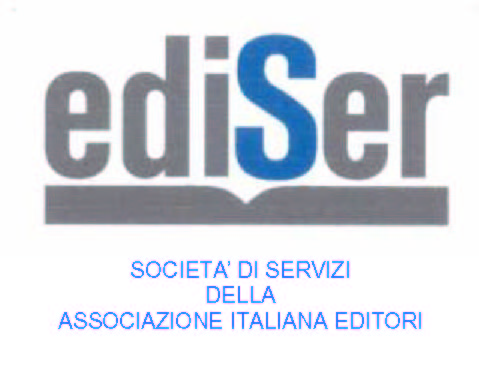 ediSer
SOCIETA' DI SERVIZI
DELLA
ASSOCIAZIONE ITALIANA EDITORI